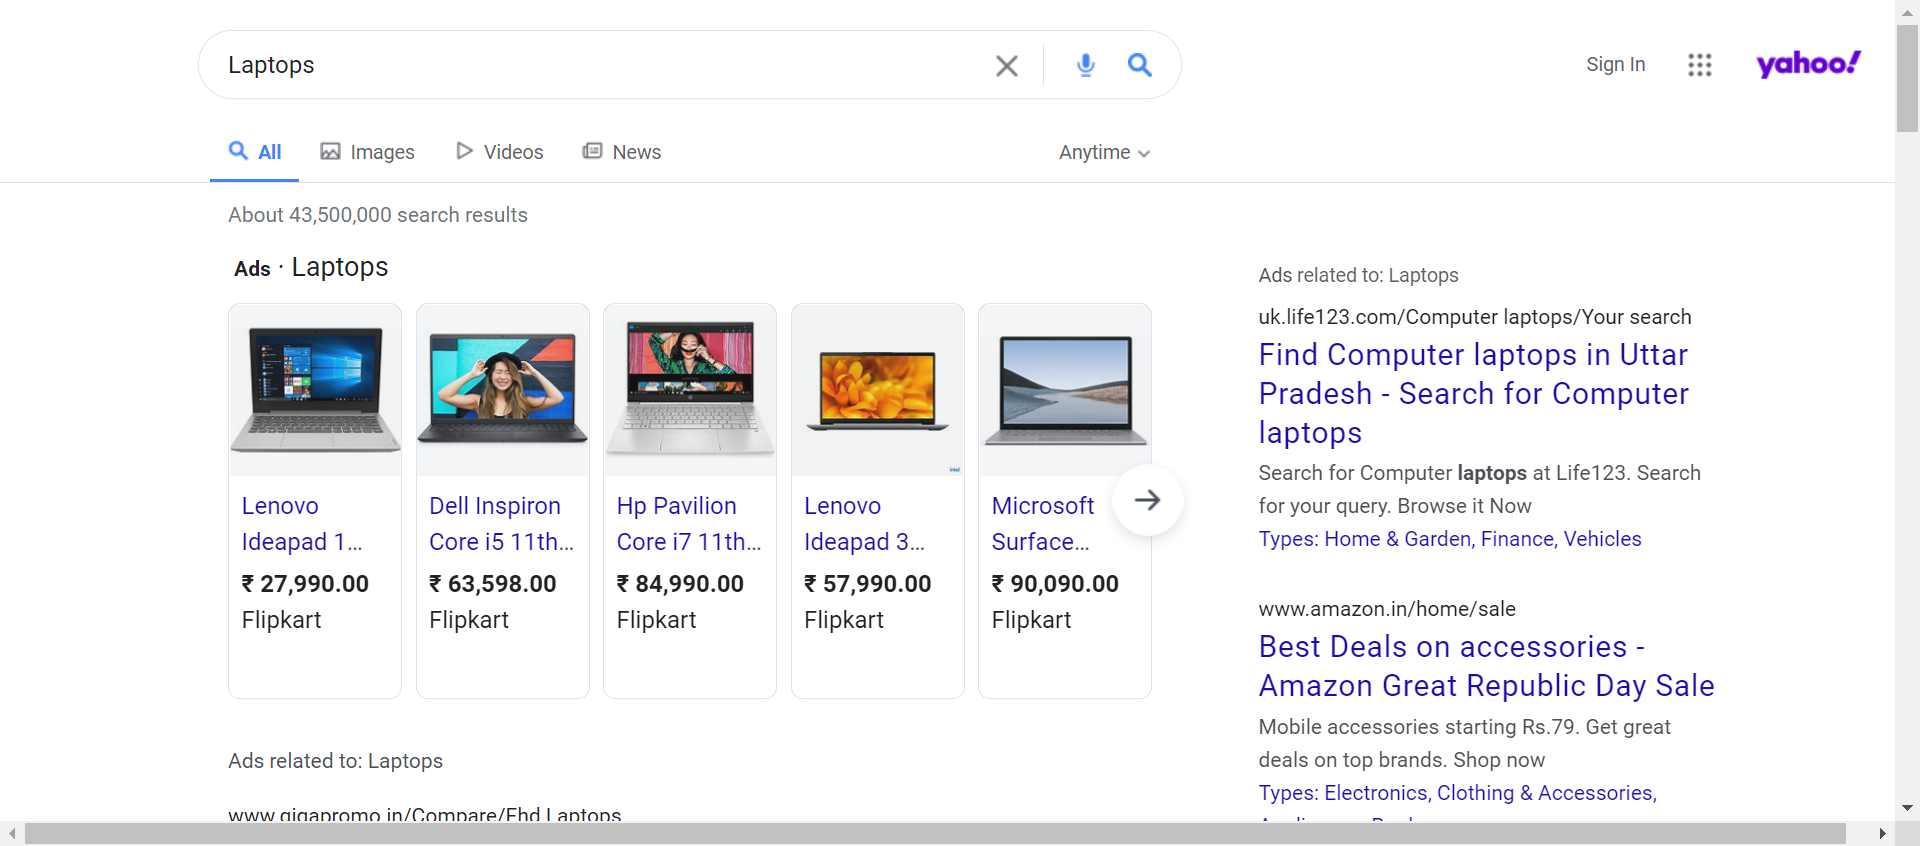 Laptops
Sign In
yahoo!
All
Images
Videos
News
Anytime
About 43,500,000 search results
Ads · Laptops
Lenovo
Ideapad 1...
₹ 27,990.00
Flipkart
Dell Inspiron
Core i5 11th...
₹ 63,598.00
Flipkart
Hp Pavilion
Core i7 11th...
₹ 84,990.00
Flipkart
Lenovo
Ideapad 3...
₹ 57,990.00
Flipkart
Microsoft
Surface...
₹ 90,090.00
Flipkart
Ads related to: Laptops
www.gigapromo.in/Compare/Fhd Laptops
Ads related to: Laptops
uk.life123.com/Computer laptops/Your search
Find Computer laptops in Uttar
Pradesh - Search for Computer
laptops
Search for Computer laptops at Life123. Search
for your query. Browse it Now
Types: Home & Garden, Finance, Vehicles
www.amazon.in/home/sale
Best Deals on accessories -
Amazon Great Republic Day Sale
Mobile accessories starting Rs.79. Get great
deals on top brands. Shop now
Types: Electronics, Clothing & Accessories,